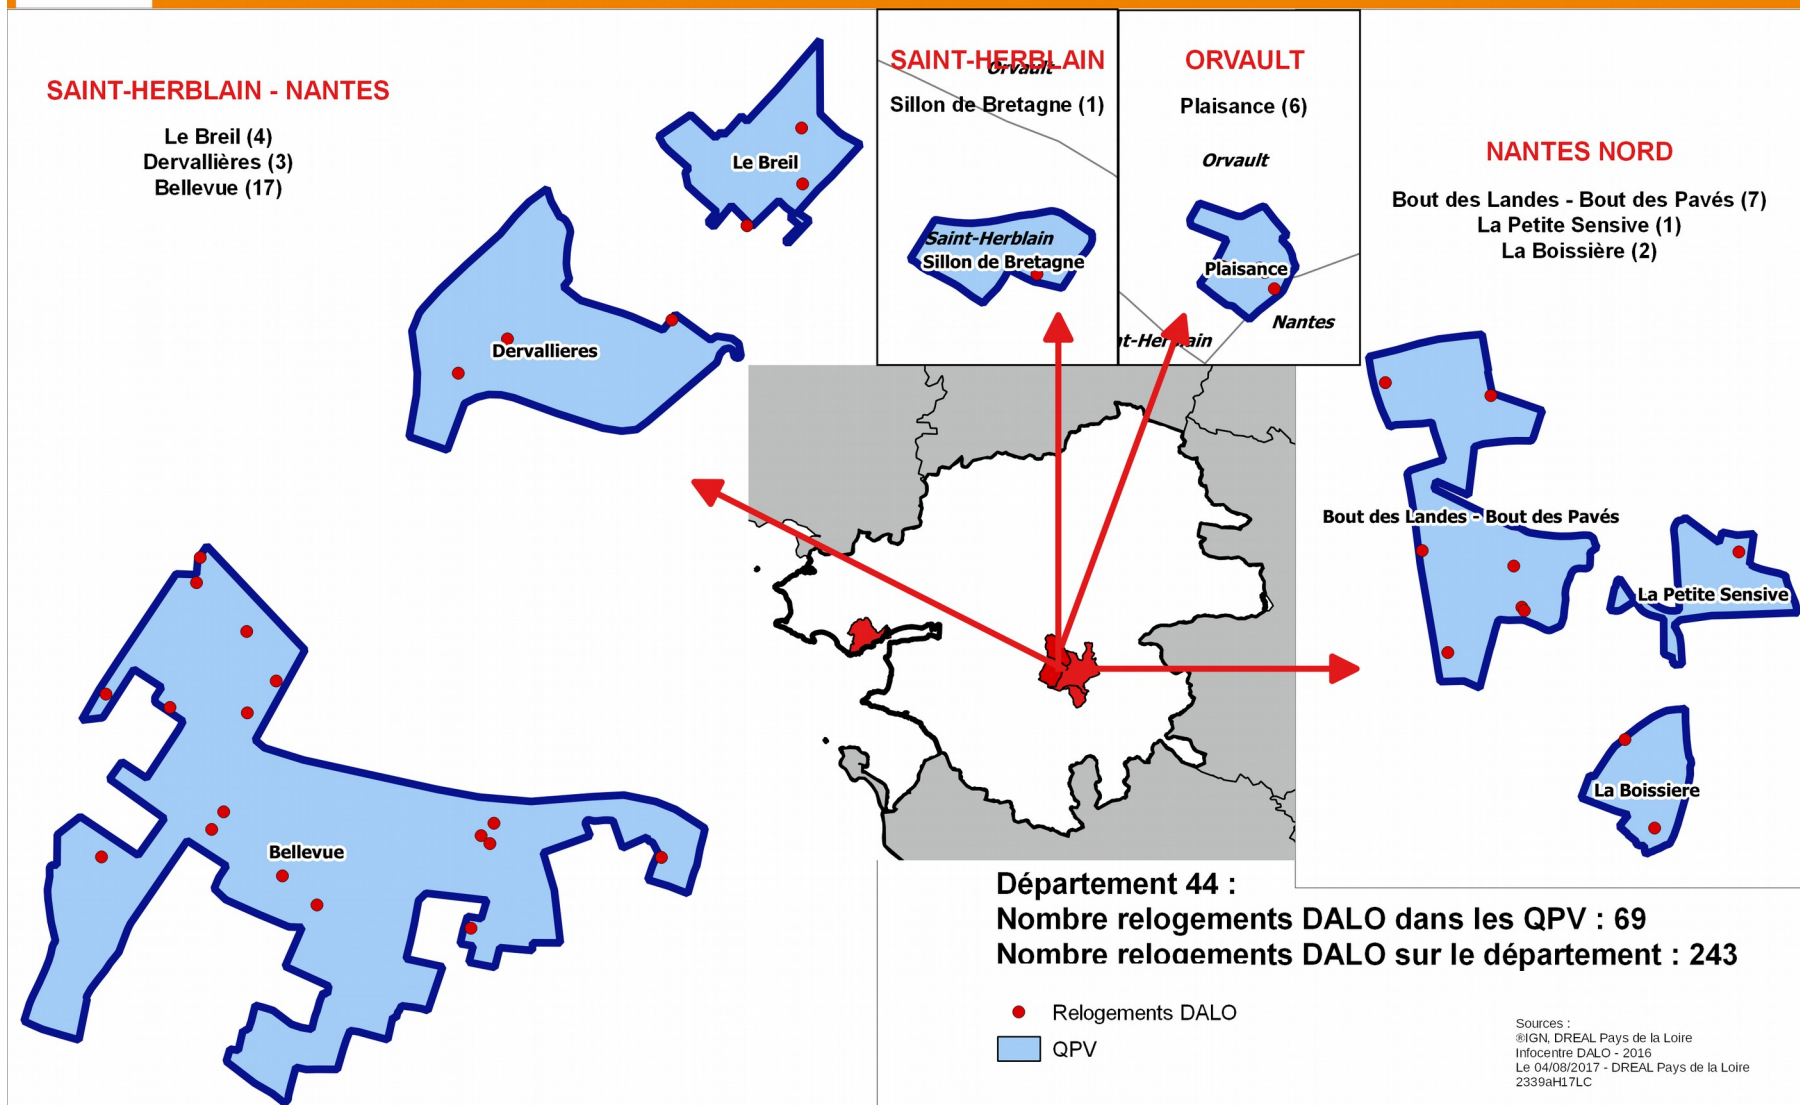 SAINT-HERBLAIN - NANTES
Le Breil (4)
Dervallières (3)
Bellevue (17)
Le Breil
Dervallieres
Bellevue
SAINT-HERBLAIN
Orvault
Sillon de Bretagne (1)
Saint-Herblain
Sillon de Bretagne
ORVAULT
Plaisance (6)
Orvault
Plaisance
Nantes
nt-Herblain
NANTES NORD
Bout des Landes - Bout des Pavés (7)
La Petite Sensive (1)
La Boissière (2)
Bout des Landes - Bout des Pavés
La Petite Sensive
La Boissiere
Département 44 :
Nombre relogements DALO dans les QPV : 69
Nombre relogements DALO sur le département : 243
Relogements DALO
QPV
Sources :
®IGN, DREAL Pays de la Loire
Infocentre DALO - 2016
Le 04/08/2017 - DREAL Pays de la Loire
2339aH17LC